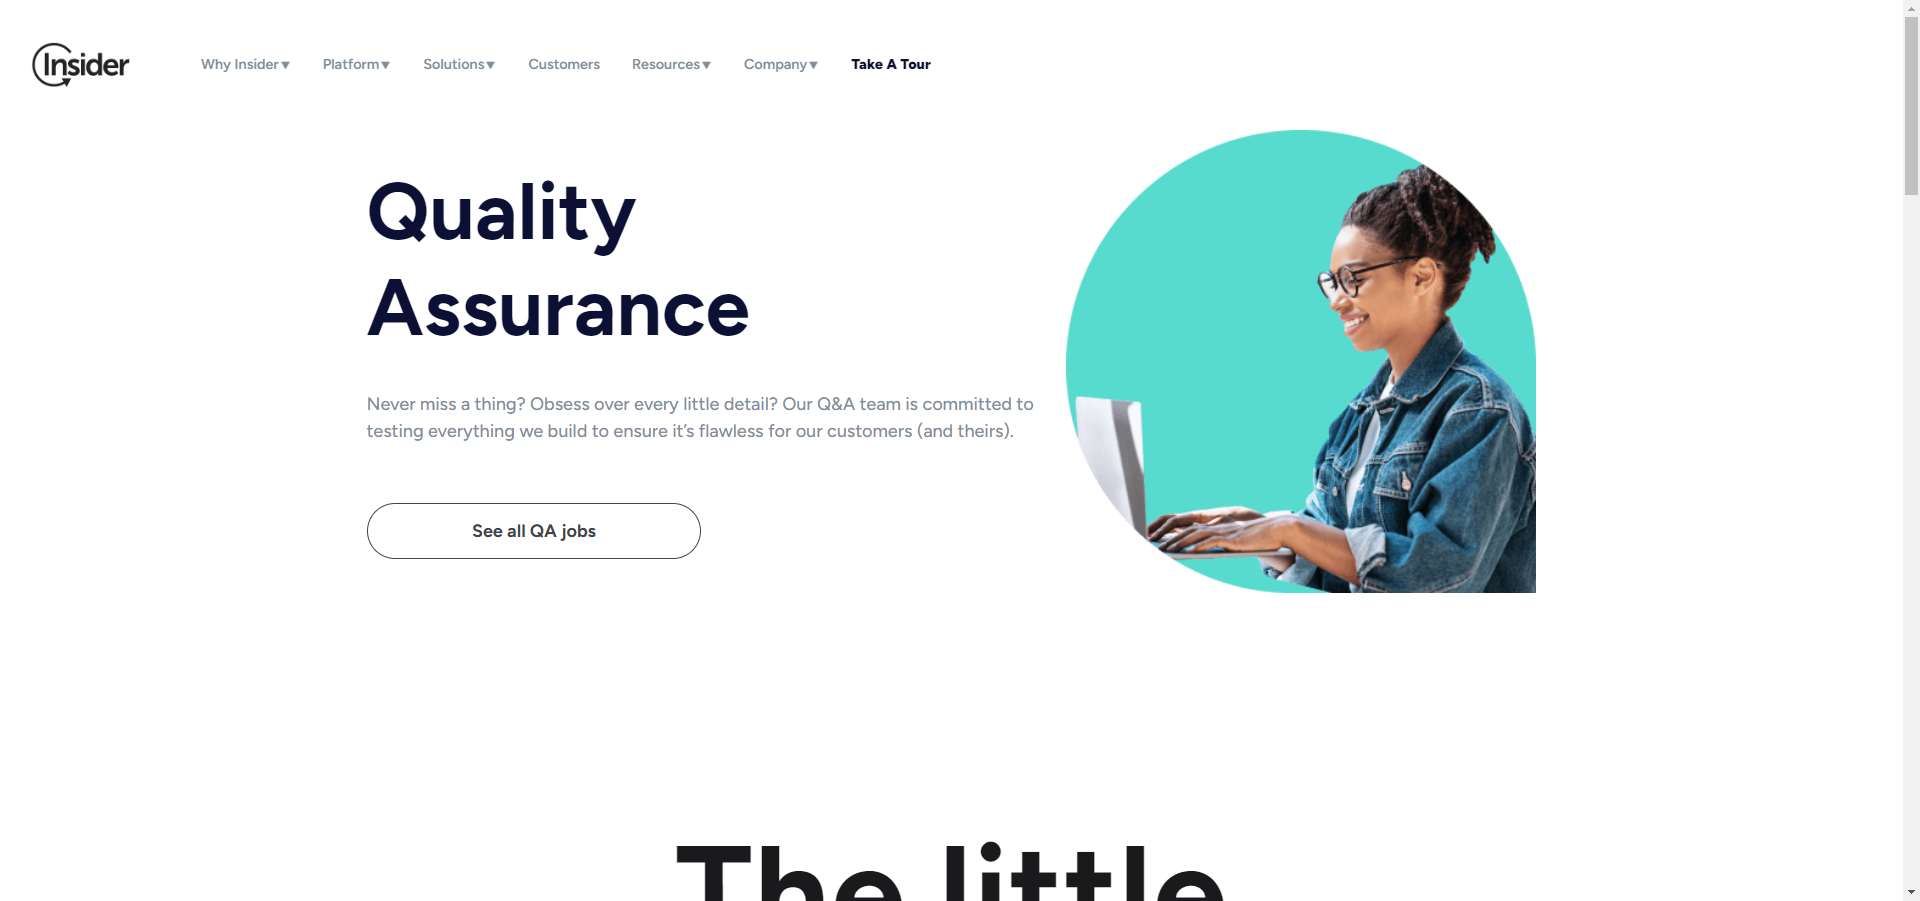 Insider
Why Insider▼ Platform▼ Solutions▼ Customers Resources▼ Company▼ Take A Tour
Quality
Assurance
Never miss a thing? Obsess over every little detail? Our Q&A team is committed to
testing everything we build to ensure it’s flawless for our customers (and theirs).
See all QA jobs
The little